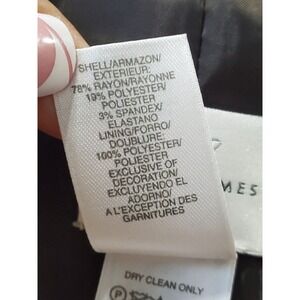 SHELL/ARMAZON/
EXTERIEUR:
78% RAYON/RAYONNE
19% POLYESTER/
POLIESTER
3% SPANDEX/
ELASTANO
LINING/FORRO/
DOUBLURE:
100% POLYESTER/
POLIESTER
EXCLUSIVE OF
DECORATION/
EXCLUYENDO EL
ADORNO/
A L'EXCEPTION DES
GARNITURES
MES
DRY CLEAN ONLY
P